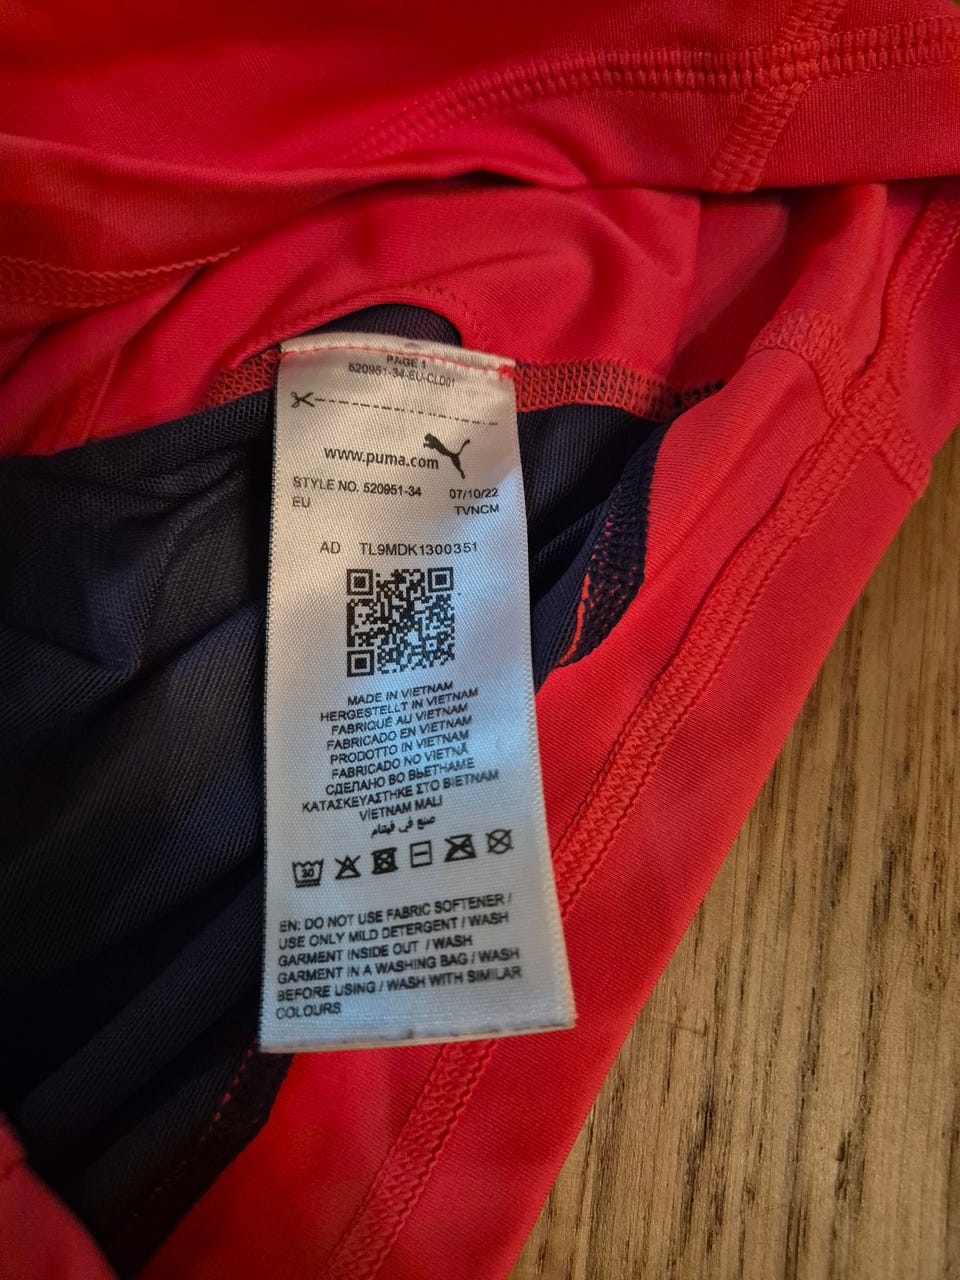 PAGE 1
520951-34-EU-CLD01
www.puma.com
STYLE NO. 520951-34 07/10/22
EU TVNCM
AD TL9MDK1300351
MADE IN VIETNAM
HERGESTELLT IN VIETNAM
FABRIQUÉ AU VIETNAM
FABRICADO EN VIETNAM
PRODOTTO IN VIETNAM
FABRICADO NO VIETNÃ
СДЕЛАНО ВО ВЬЕТНАМЕ
ΚΑΤΑΣΚΕΥΑΣΤΗΚΕ ΣΤΟ ΒΙΕΤΝΑΜ
VİETNAM MALI
صنع في فيتنام
30
EN: DO NOT USE FABRIC SOFTENER /
USE ONLY MILD DETERGENT / WASH
GARMENT INSIDE OUT / WASH
GARMENT IN A WASHING BAG / WASH
BEFORE USING / WASH WITH SIMILAR
COLOURS